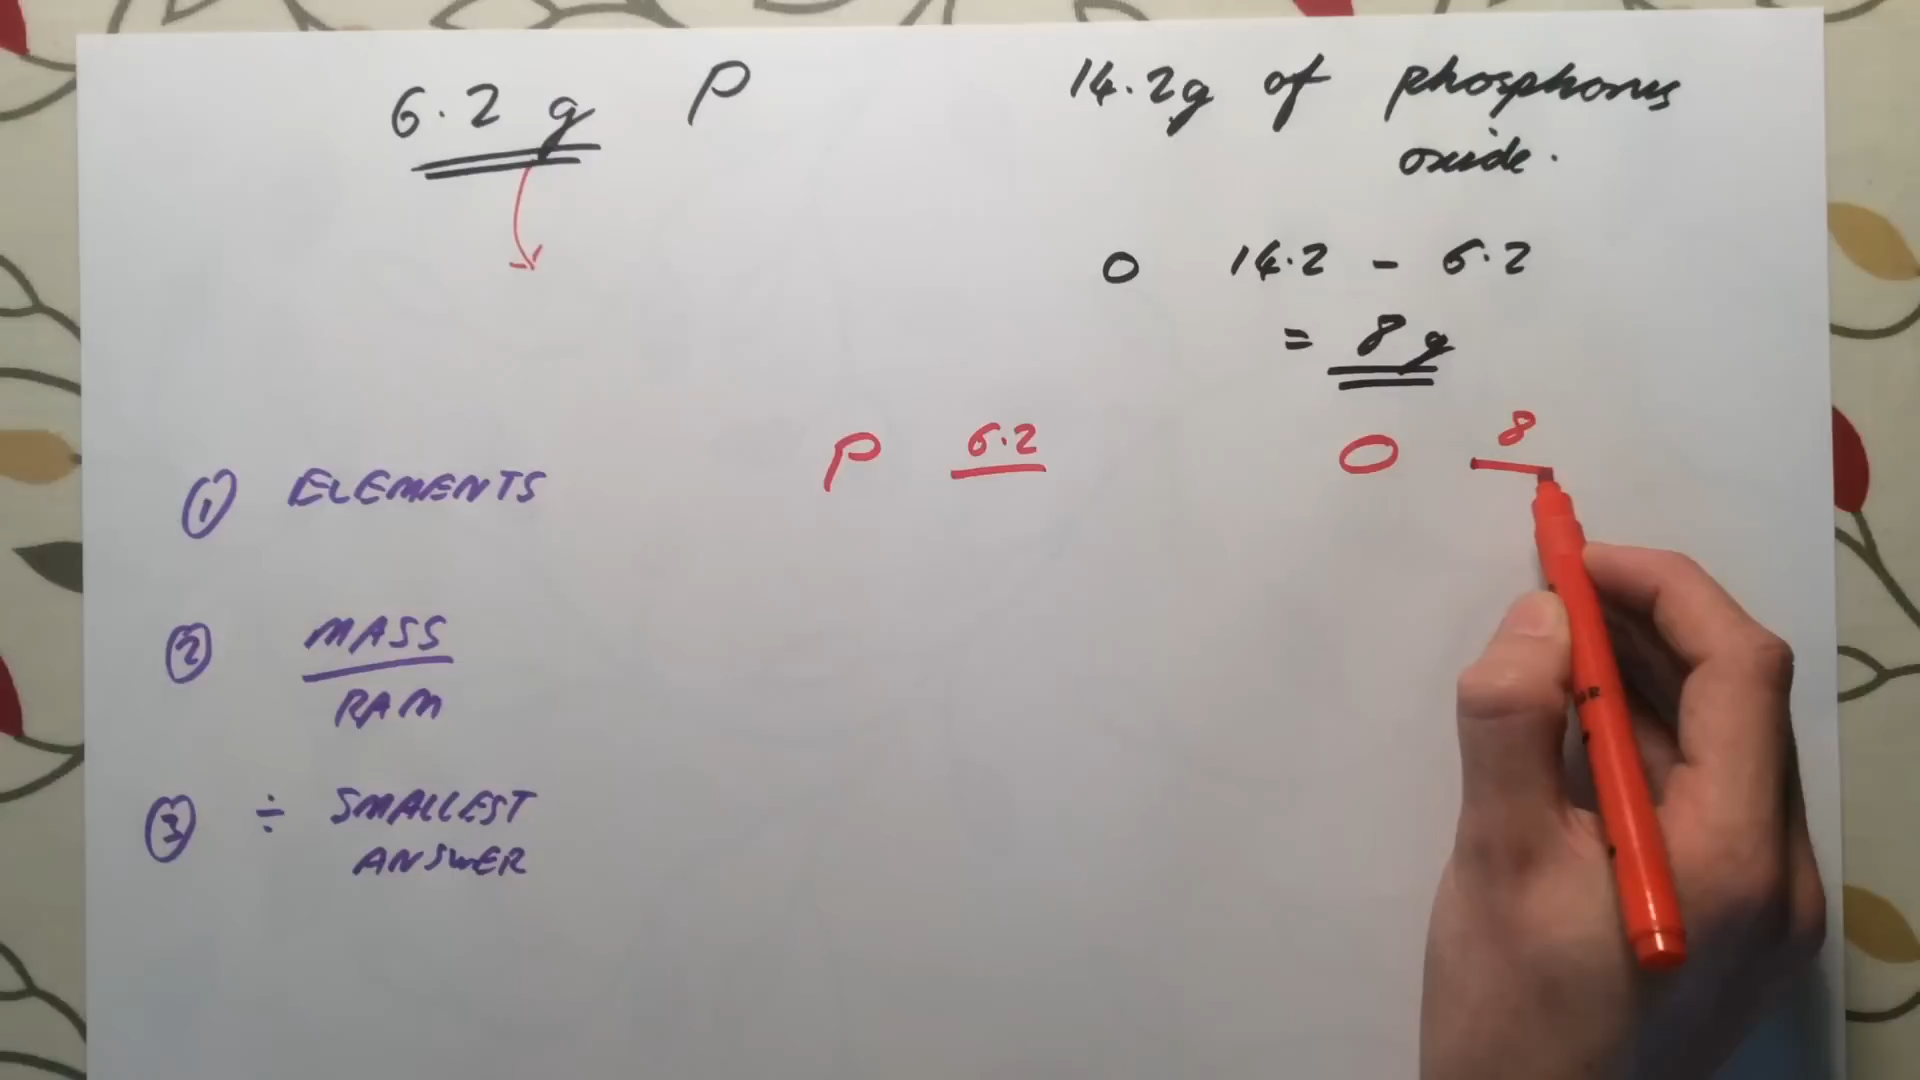 6.2 g P
14.2g of phosphorus
oxide.
O 14.2 - 6.2
= 8g
P 6.2
O 8
① ELEMENTS
② MASS
RAM
③ ÷ SMALLEST
ANSWER